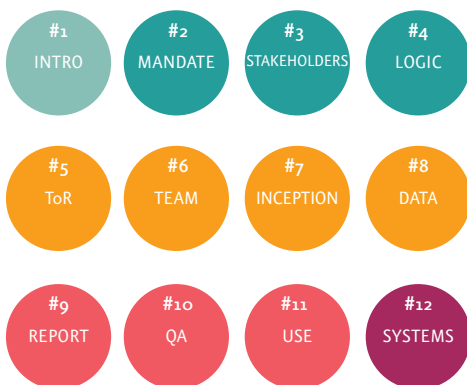 #1
INTRO
#2
MANDATE
#3
STAKEHOLDERS
#4
LOGIC
#5
ToR
#6
TEAM
#7
INCEPTION
#8
DATA
#9
REPORT
#10
QA
#11
USE
#12
SYSTEMS